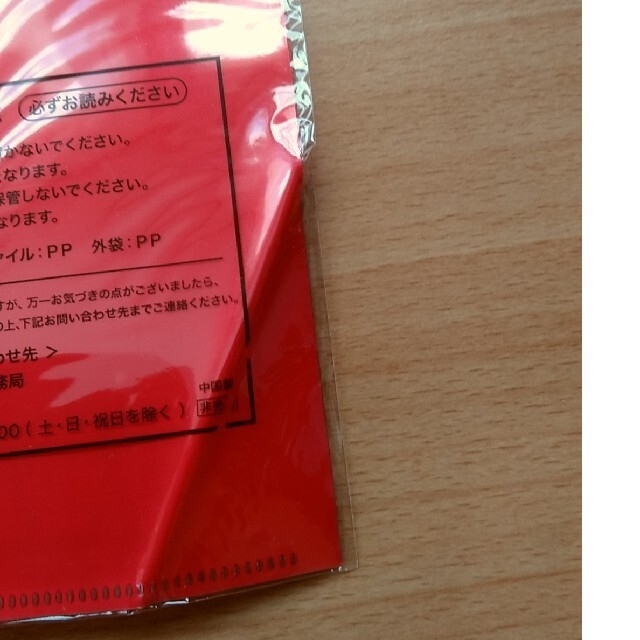 必ずお読みください
かないでください。
なります。
保管しないでください。
なります。
ァイル：ＰＰ　外袋：ＰＰ
すが、万一お気づきの点がございましたら、
の上、下記お問い合わせ先までご連絡ください。
わせ先 ＞
務局
中国製
00（ 土・日・祝日を除く ） 非売